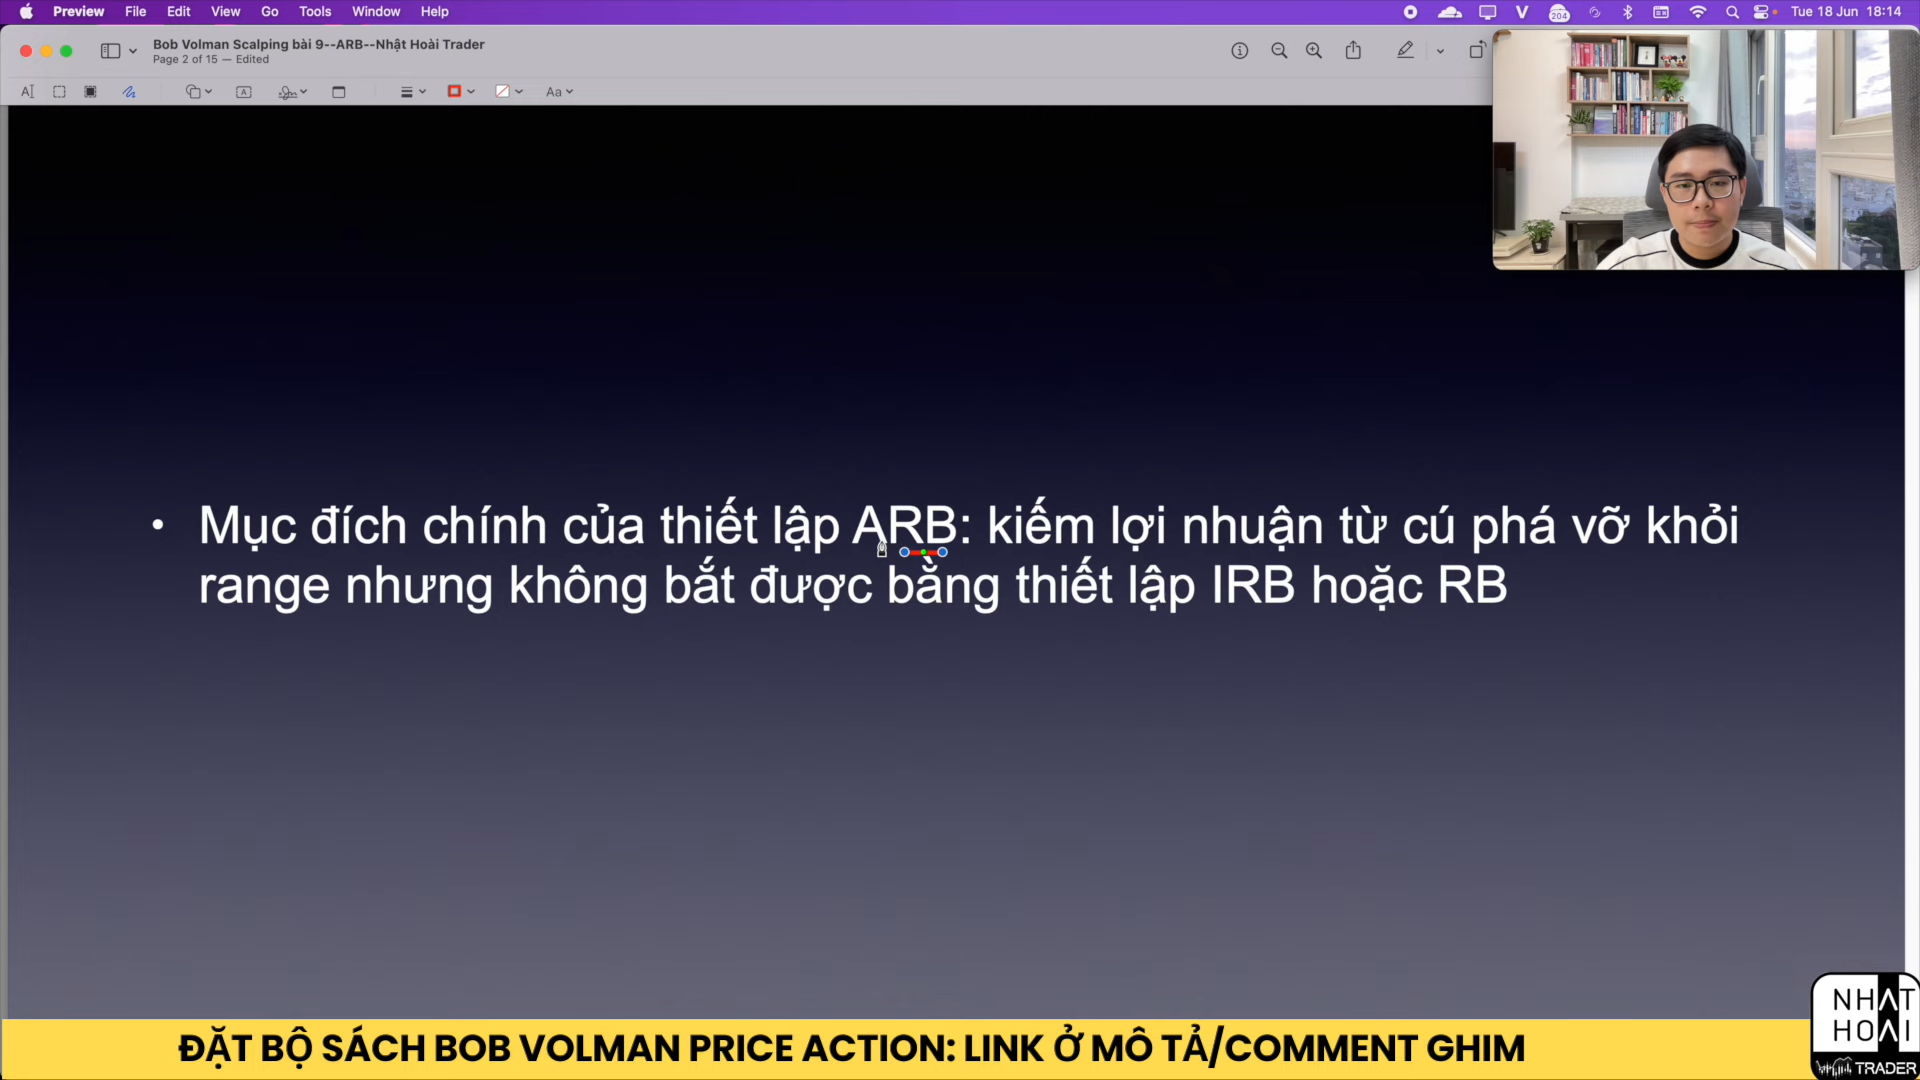 Preview File Edit View Go Tools Window Help
204
Tue 18 Jun 18:14
Bob Volman Scalping bài 9--ARB--Nhật Hoài Trader
Page 2 of 15 — Edited
Aa
• Mục đích chính của thiết lập ARB: kiếm lợi nhuận từ cú phá vỡ khỏi
range nhưng không bắt được bằng thiết lập IRB hoặc RB
ĐẶT BỘ SÁCH BOB VOLMAN PRICE ACTION: LINK Ở MÔ TẢ/COMMENT GHIM
NHẬT
HOÀI
TRADER